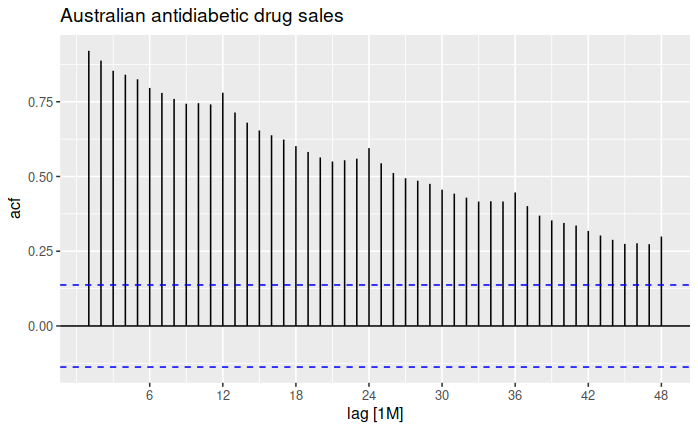 Australian antidiabetic drug sales
acf
0.75
0.50
0.25
0.00
6 12 18 24 30 36 42 48
lag [1M]